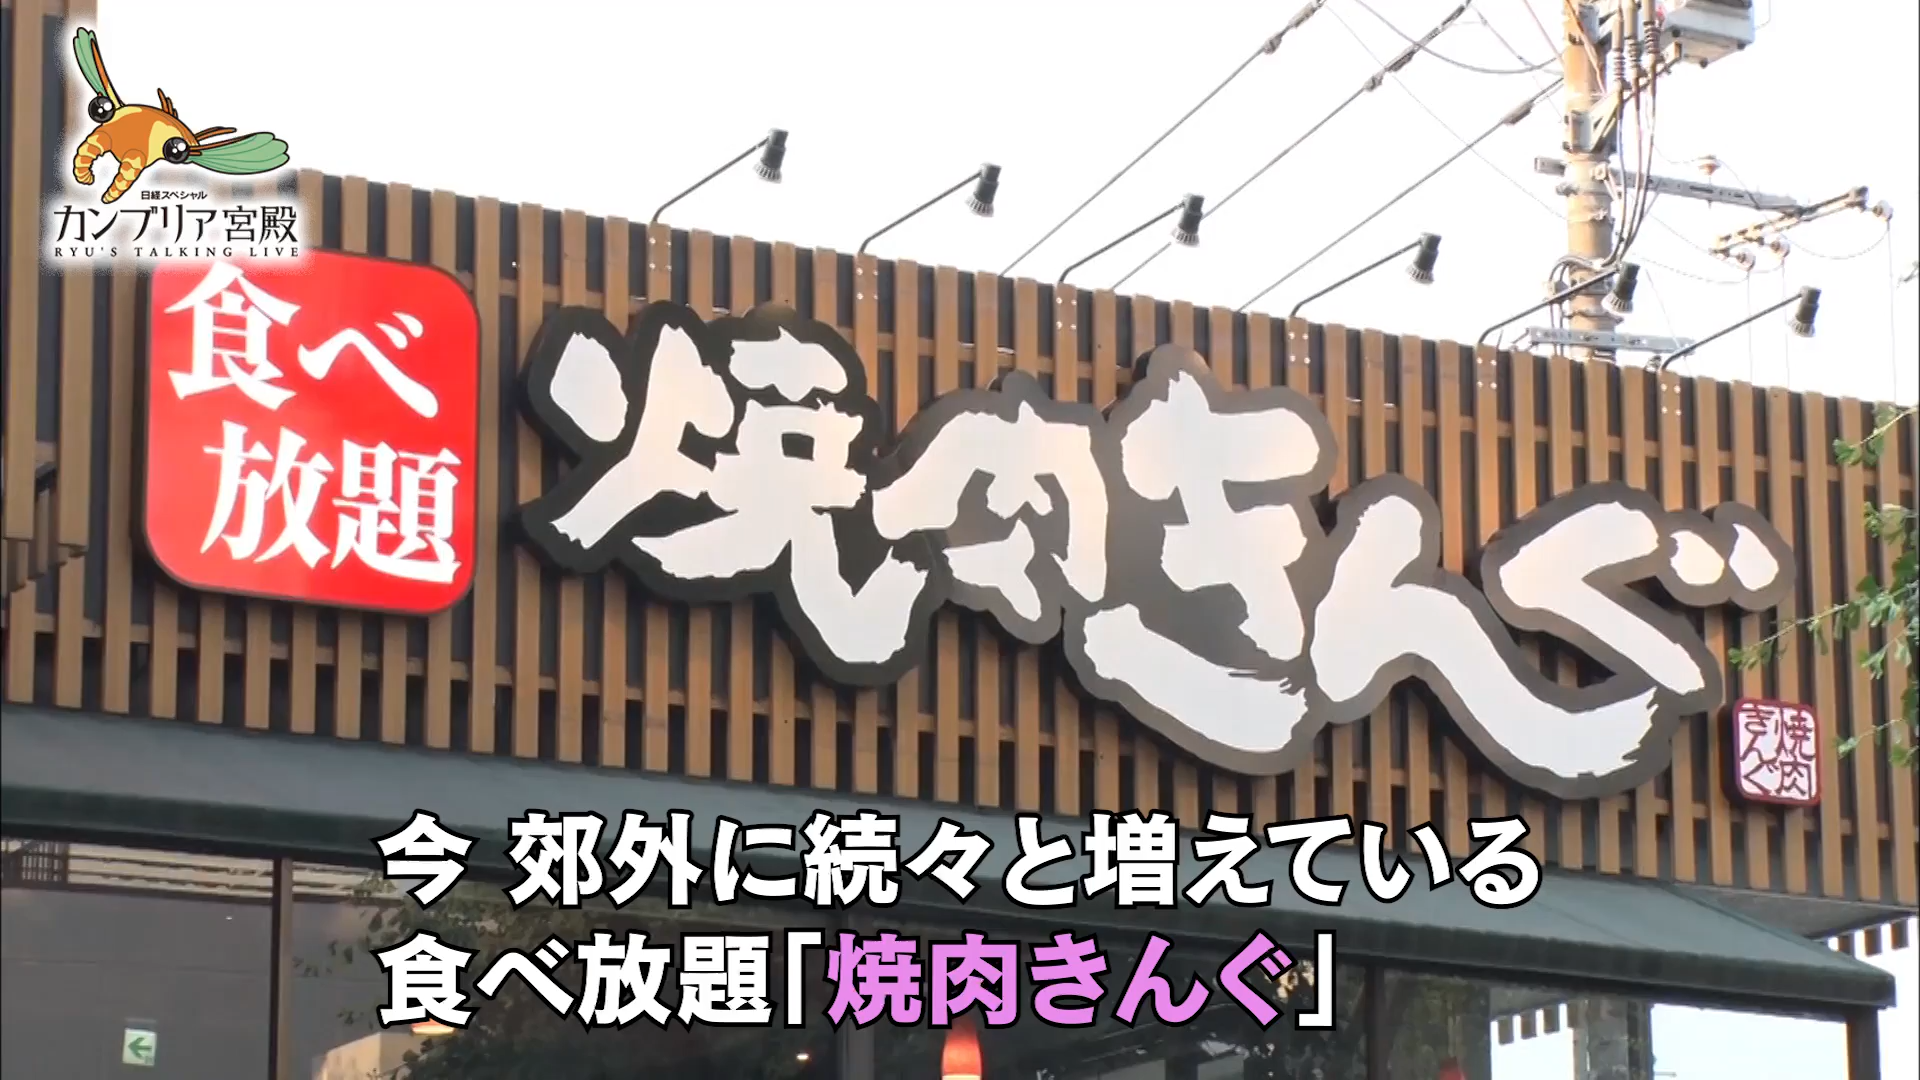 日経スペシャル
カンブリア宮殿
RYU'S TALKING LIVE
食べ
放題
焼肉きんぐ
焼肉
きんぐ
今 郊外に続々と増えている
食べ放題「焼肉きんぐ」